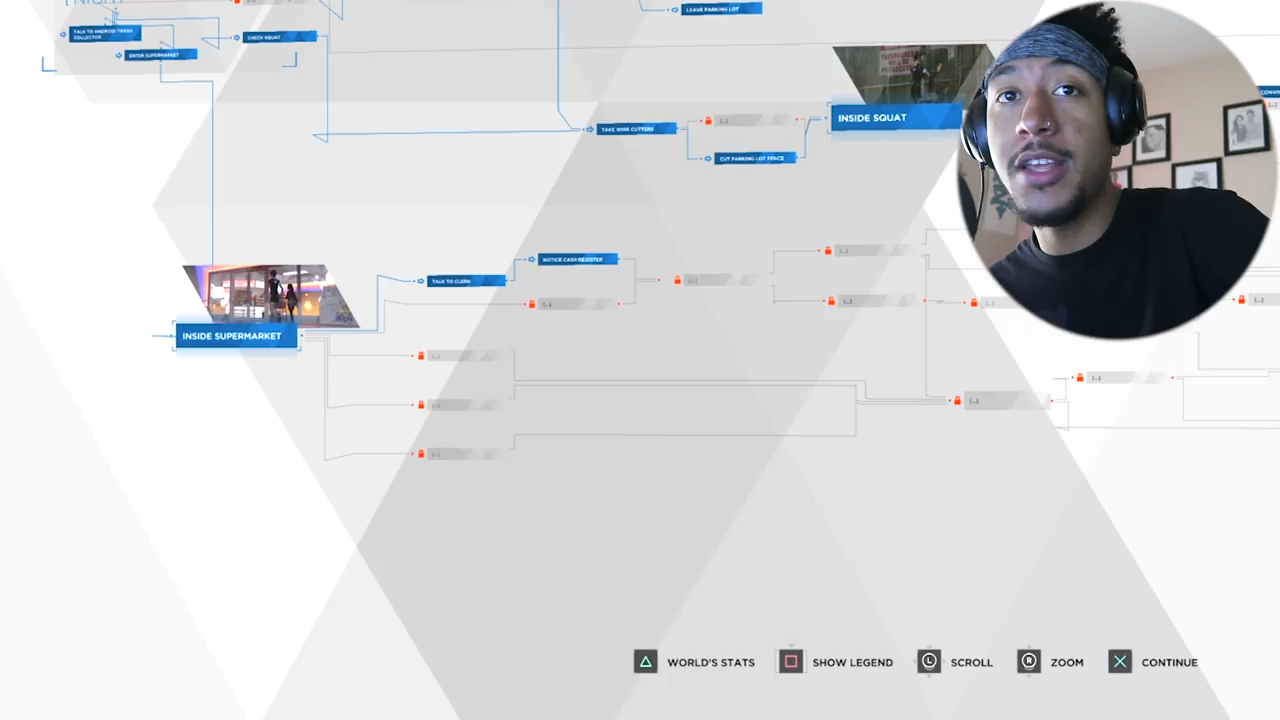 [NIGHT]
LEAVE PARKING LOT
TALK TO ANDROID TRASH
COLLECTOR
CHECK SQUAT
ENTER SUPERMARKET
INSIDE SQUAT
TAKE WIRE CUTTERS
[...]
CUT PARKING LOT FENCE
[...]
NOTICE CASH REGISTER
TALK TO CLERK
[...]
[...]
[...]
[...]
[...]
INSIDE SUPERMARKET
[...]
[...]
[...]
[...]
[...]
WORLD'S STATS
SHOW LEGEND
L SCROLL
R ZOOM
CONTINUE